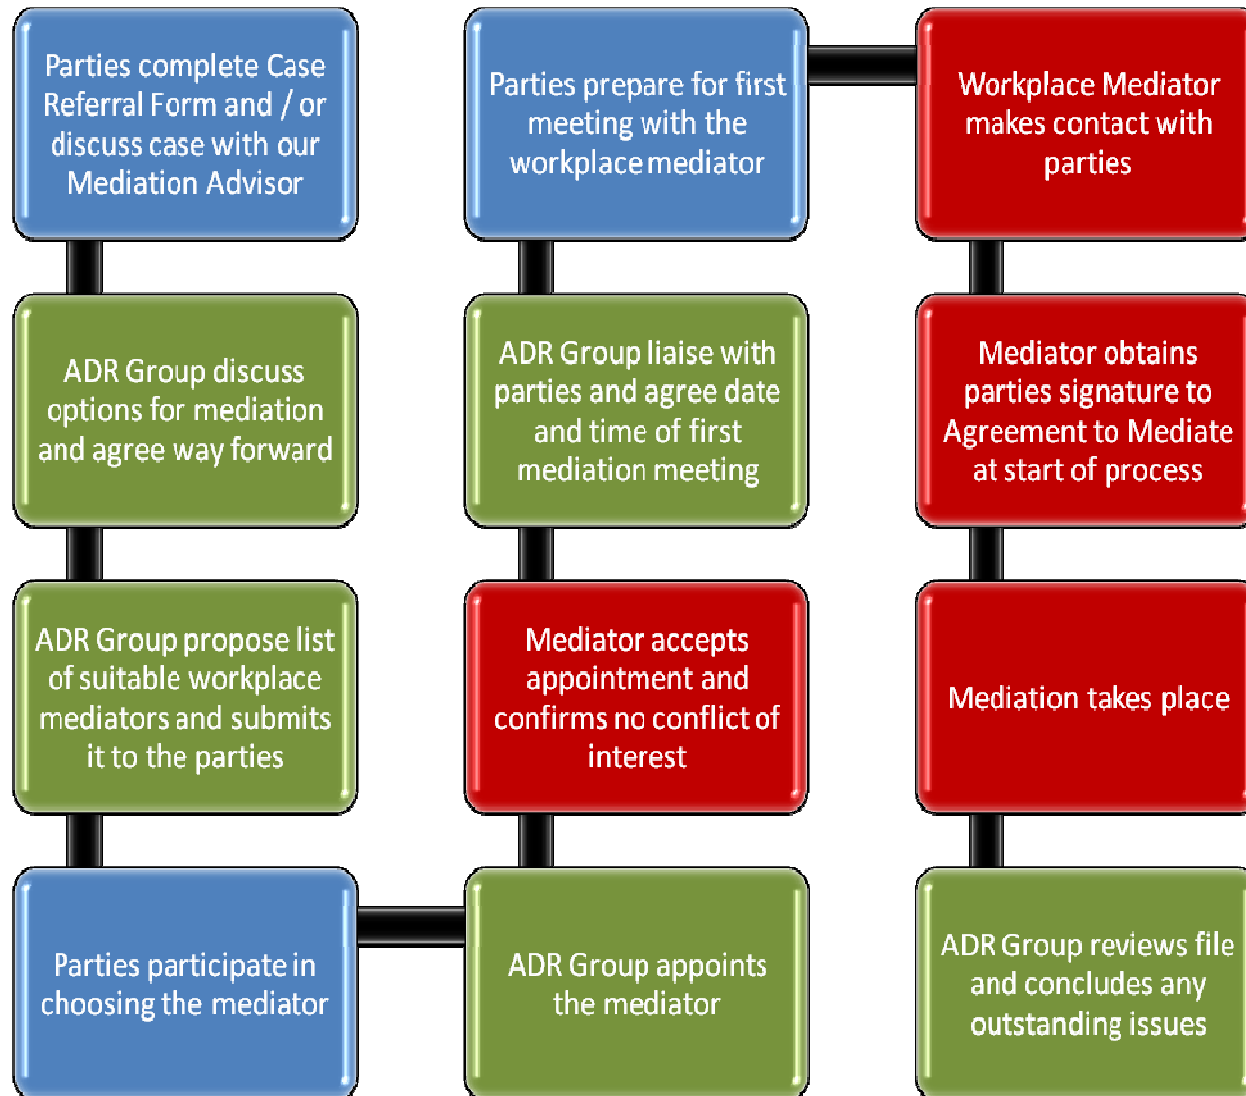 Parties complete Case
Referral Form and / or
discuss case with our
Mediation Advisor
ADR Group discuss
options for mediation
and agree way forward
ADR Group propose list
of suitable workplace
mediators and submits
it to the parties
Parties participate in
choosing the mediator
ADR Group appoints
the mediator
Mediator accepts
appointment and
confirms no conflict of
interest
ADR Group liaise with
parties and agree date
and time of first
mediation meeting
Parties prepare for first
meeting with the
workplace mediator
Workplace Mediator
makes contact with
parties
Mediator obtains
parties signature to
Agreement to Mediate
at start of process
Mediation takes place
ADR Group reviews file
and concludes any
outstanding issues